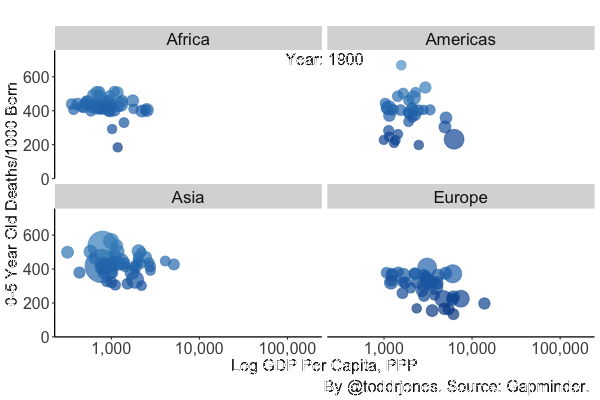 Africa
Americas
Year: 1900
600
400
200
0
Asia
Europe
600
400
200
0
0-5 Year Old Deaths/1000 Born
1,000
10,000
100,000
1,000
10,000
100,000
Log GDP Per Capita, PPP
By @toddrjones. Source: Gapminder.